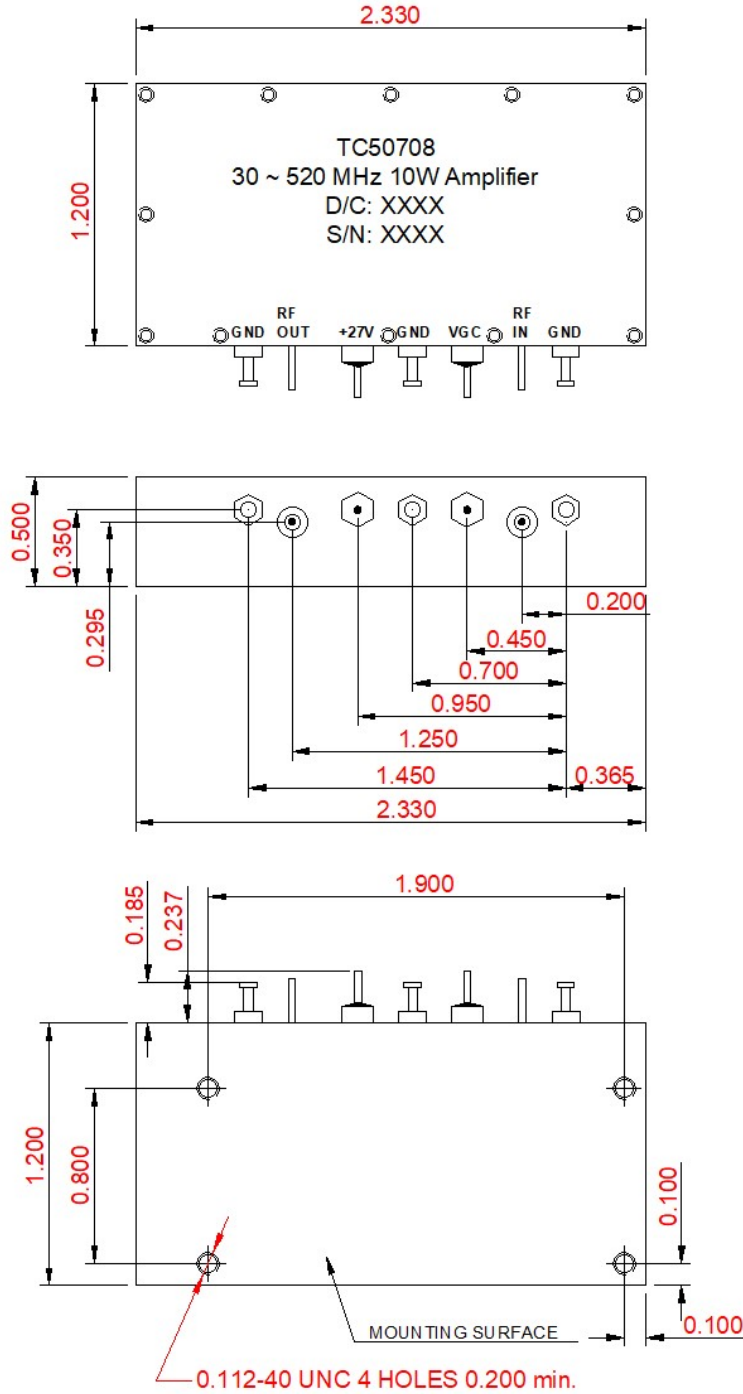 2.330
1.200
TC50708
30 ~ 520 MHz 10W Amplifier
D/C: XXXX
S/N: XXXX
GND RF OUT +27V GND VGC RF IN GND
0.500
0.350
0.295
0.200
0.450
0.700
0.950
1.250
1.450
0.365
2.330
1.900
0.185
0.237
1.200
0.800
0.100
0.100
MOUNTING SURFACE
0.112-40 UNC 4 HOLES 0.200 min.